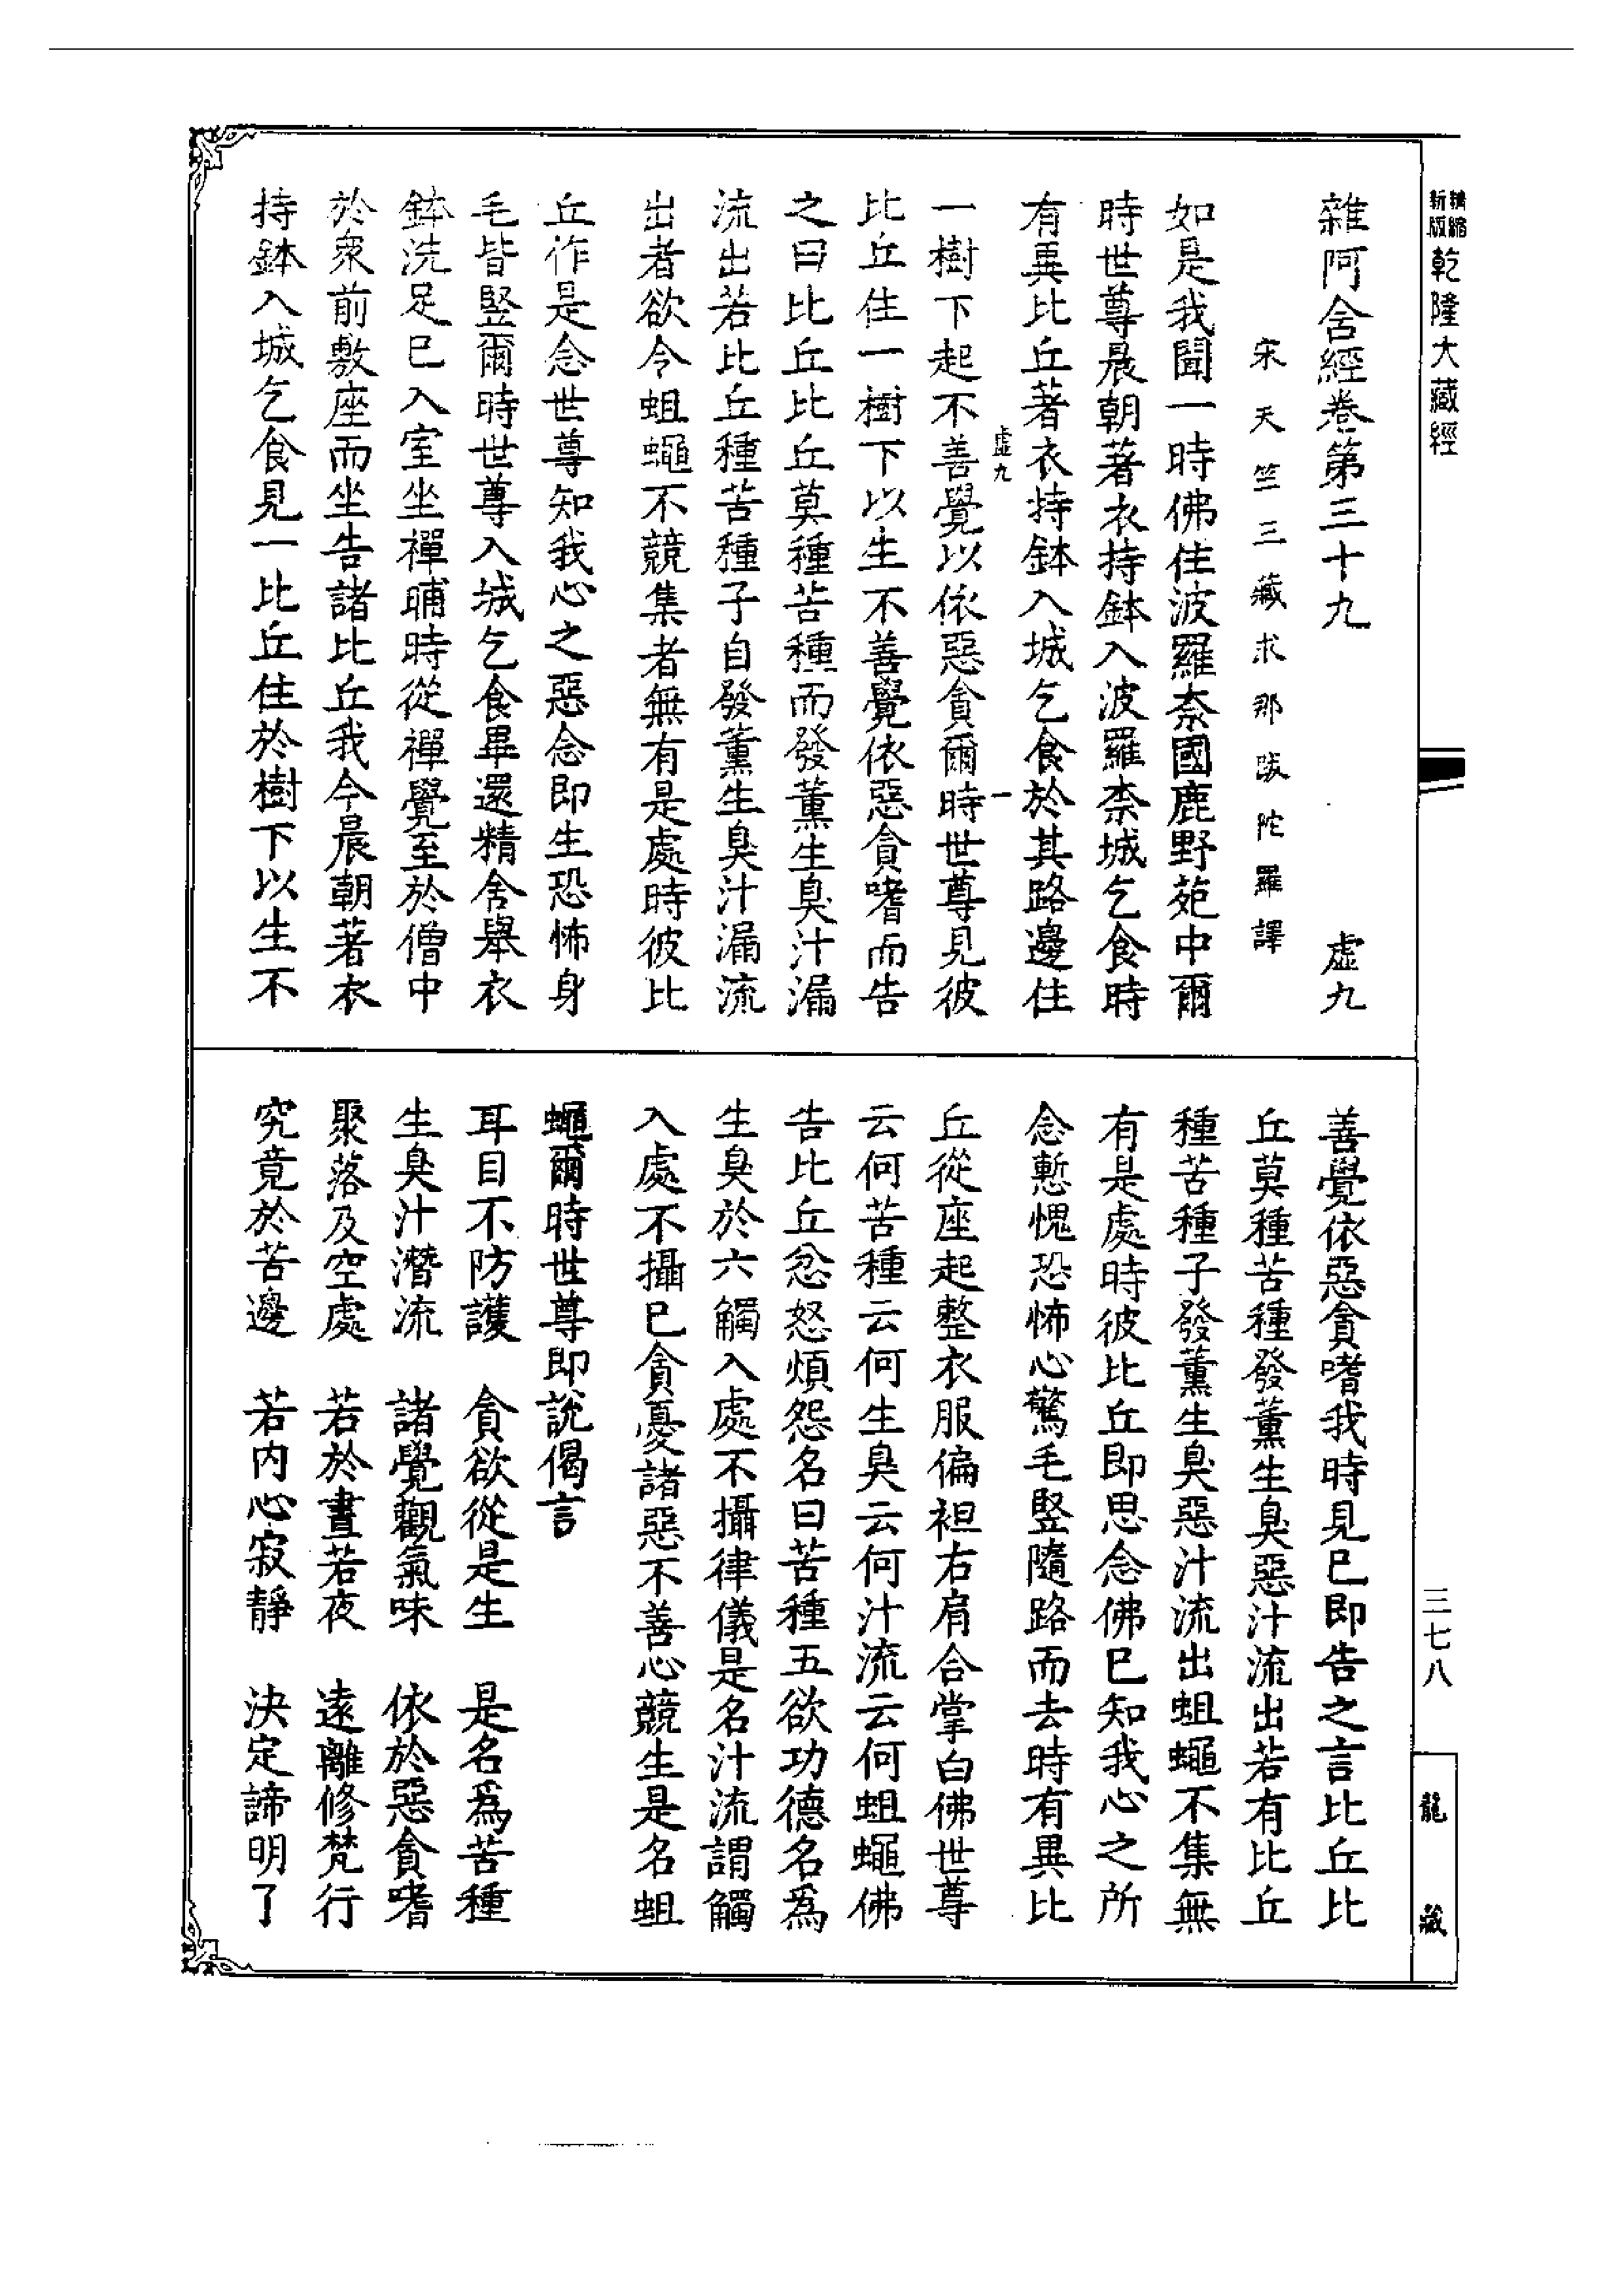 精縮
新版
乾隆大藏經
雜阿含經卷第三十九 虛九
宋天竺三藏求那跋陀羅譯
如是我聞一時佛住波羅柰國鹿野苑中爾
時世尊晨朝著衣持鉢入波羅柰城乞食時
有異比丘著衣持鉢入城乞食於其路邊住
虛九 一
一樹下起不善覺以依惡貪爾時世尊見彼
比丘住一樹下以生不善覺依惡貪嗜而告
之曰比丘比丘莫種苦種而發薰生臭汁漏
流出若比丘種苦種子自發薰生臭汁漏流
出者欲令蛆蠅不競集者無有是處時彼比
丘作是念世尊知我心之惡念即生恐怖身
毛皆竪爾時世尊入城乞食畢還精舍舉衣
鉢洗足已入室坐禪晡時從禪覺至於僧中
於衆前敷座而坐告諸比丘我今晨朝著衣
持鉢入城乞食見一比丘住於樹下以生不
善覺依惡貪嗜我時見已即告之言比丘比
丘莫種苦種發薰生臭惡汁流出若有比丘
種苦種子發薰生臭惡汁流出蛆蠅不集無
有是處時彼比丘即思念佛已知我心之所
念慙愧恐怖心驚毛竪隨路而去時有異比
丘從座起整衣服偏袒右肩合掌白佛世尊
云何苦種云何生臭云何汁流云何蛆蠅佛
告比丘忿怒煩怨名曰苦種五欲功德名爲
生臭於六觸入處不攝律儀是名汁流謂觸
入處不攝已貪憂諸惡不善心競生是名蛆
蠅爾時世尊即說偈言
耳目不防護 貪欲從是生 是名爲苦種
生臭汁潛流 諸覺觀氣味 依於惡貪嗜
聚落及空處 若於晝若夜 遠離修梵行
究竟於苦邊 若内心寂靜 決定諦明了
三七八
龍藏